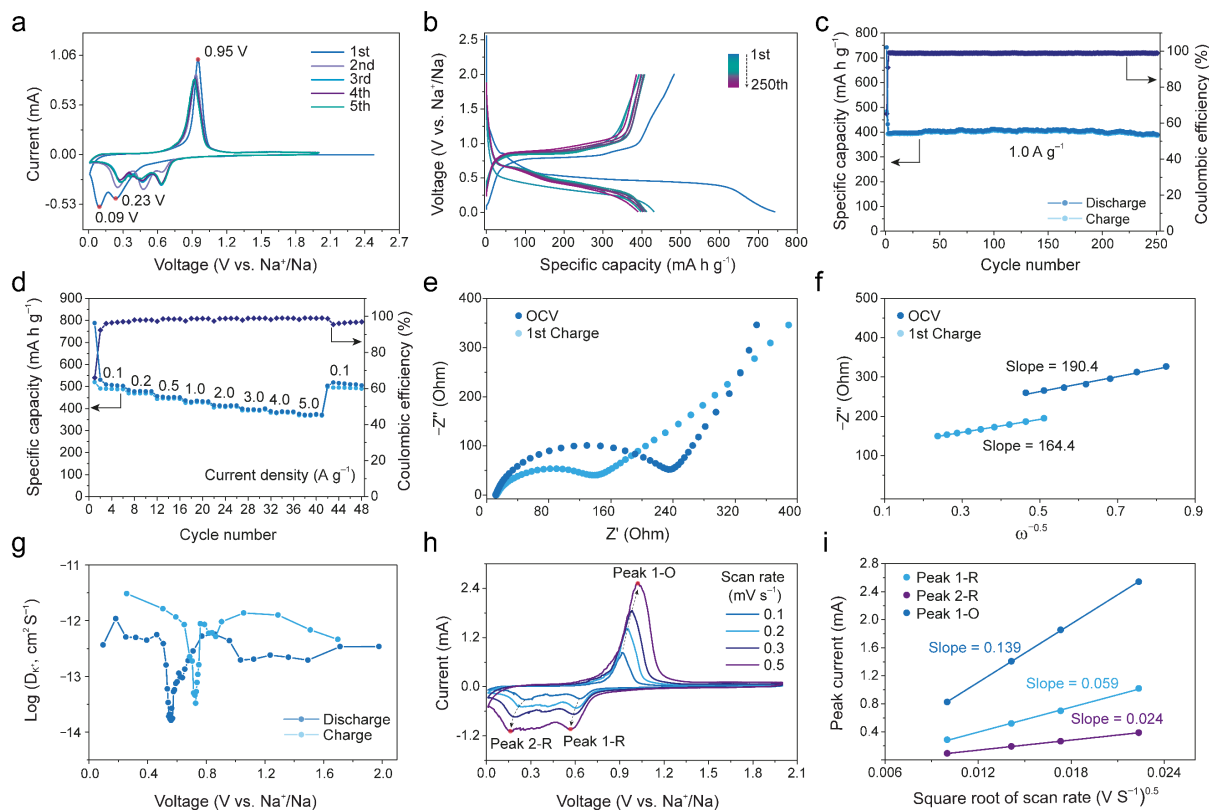 a
1.06
0.53
0.00
-0.53
Current (mA)
0.95 V
0.23 V
0.09 V
1st
2nd
3rd
4th
5th
0.0 0.3 0.6 0.9 1.2 1.5 1.8 2.4 2.7
Voltage (V vs. Na⁺/Na)
b
2.5
2.0
1.5
1.0
0.5
0.0
Voltage (V vs. Na⁺/Na)
1st
250th
0 100 200 300 400 500 600 700 800
Specific capacity (mA h g⁻¹)
c
800
700
600
500
400
300
200
100
0
Specific capacity (mA h g⁻¹)
100
80
60
40
20
0
Coulombic efficiency (%)
1.0 A g⁻¹
Discharge
Charge
0 50 100 150 200 250
Cycle number
d
900
800
700
600
500
400
300
200
100
0
Specific capacity (mA h g⁻¹)
100
80
60
40
20
0
Coulombic efficiency (%)
0.1 0.2 0.5 1.0 2.0 3.0 4.0 5.0 0.1
Current density (A g⁻¹)
0 4 8 12 16 20 24 28 32 36 40 44 48
Cycle number
e
400
300
200
100
0
−Z″ (Ohm)
OCV
1st Charge
0 80 160 240 320 400
Z' (Ohm)
f
500
400
300
200
100
0
−Z″ (Ohm)
OCV
1st Charge
Slope = 190.4
Slope = 164.4
0.1 0.3 0.5 0.7 0.9
ω⁻⁰·⁵
g
−11
−12
−13
−14
Log (D_K⁺, cm² S⁻¹)
Discharge
Charge
0.0 0.4 0.6 0.8 1.2 1.6 2.0
Voltage (V vs. Na⁺/Na)
h
2.4
1.2
0.0
-1.2
Current (mA)
Peak 1-O
Peak 2-R
Peak 1-R
Scan rate
(mV s⁻¹)
0.1
0.2
0.3
0.5
0.0 0.3 0.6 0.9 1.2 1.5 1.8 2.1
Voltage (V vs. Na⁺/Na)
i
2.8
2.4
2.0
1.6
1.2
0.8
0.4
0.0
Peak current (mA)
Peak 1-R
Peak 2-R
Peak 1-O
Slope = 0.139
Slope = 0.059
Slope = 0.024
0.006 0.012 0.018 0.024
Square root of scan rate (V S⁻¹)⁰·⁵